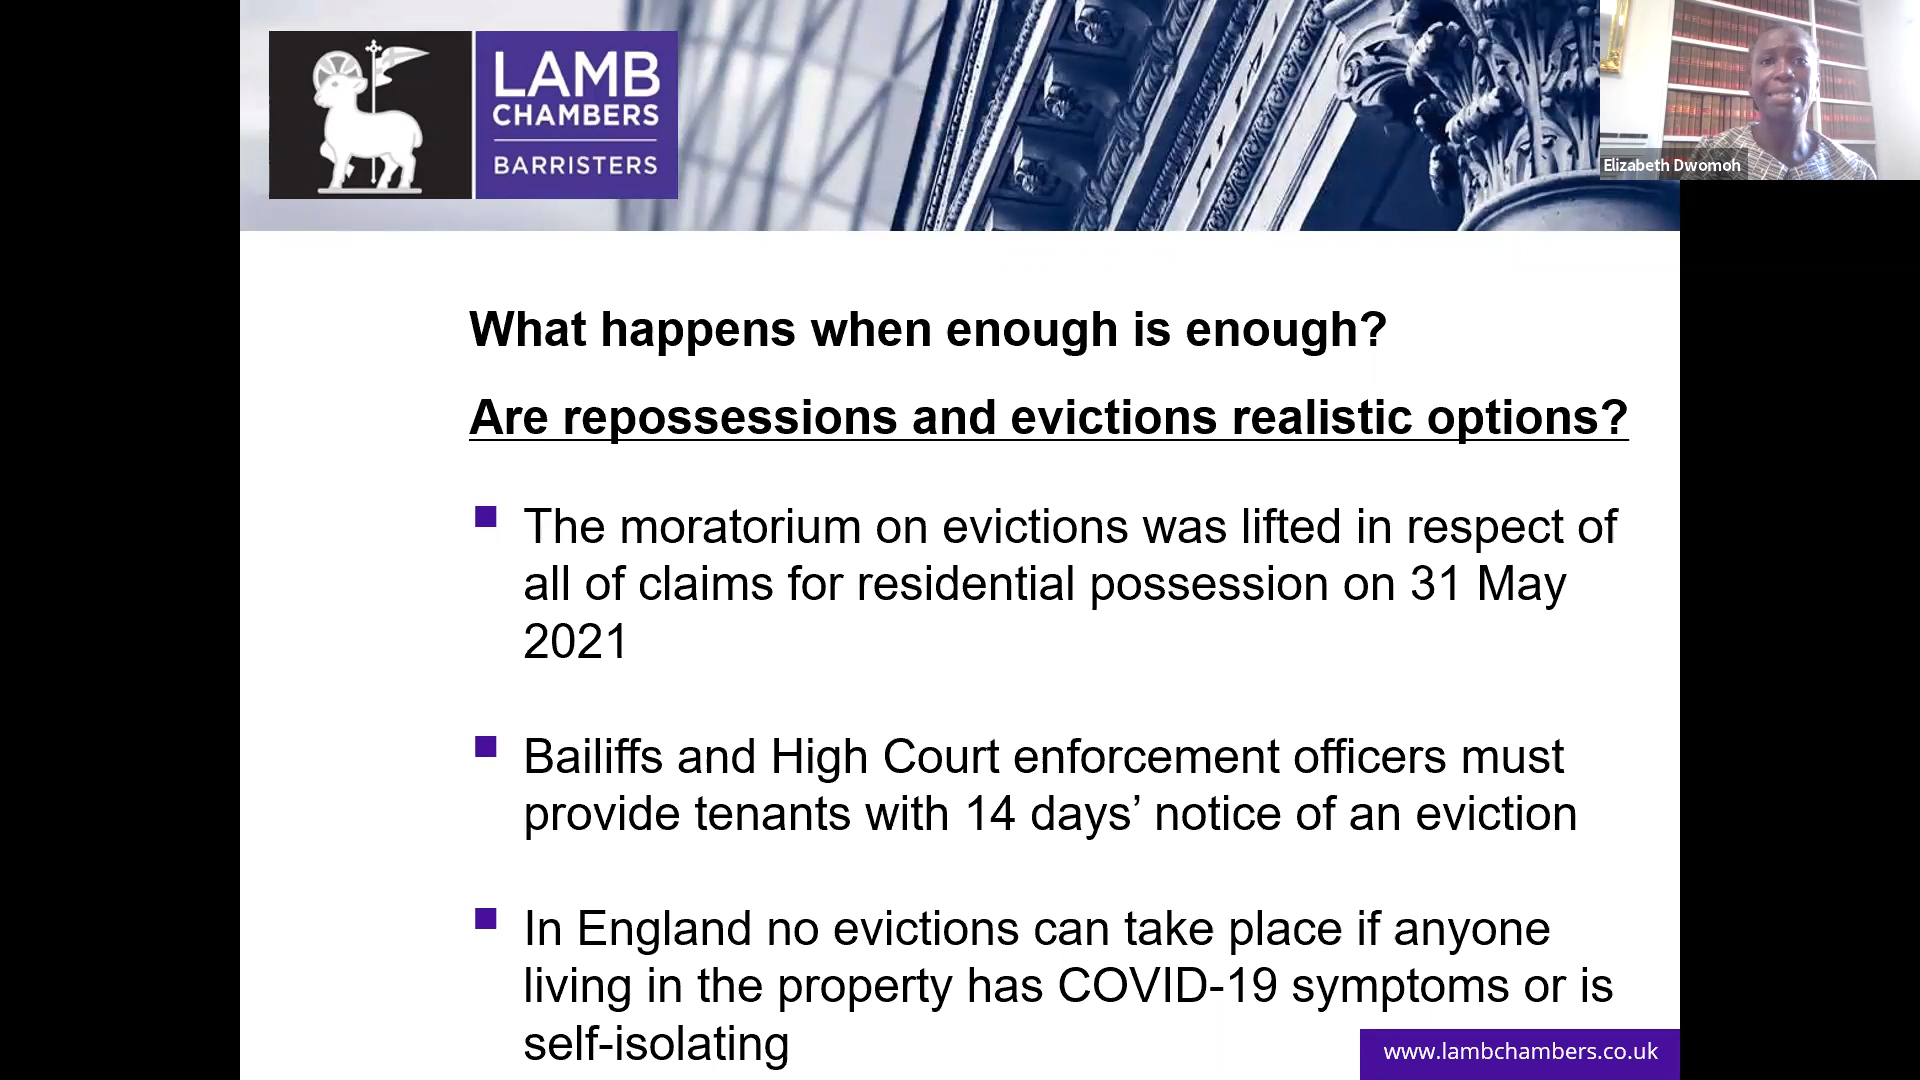 LAMB
CHAMBERS
BARRISTERS
Elizabeth Dwomoh
What happens when enough is enough?
Are repossessions and evictions realistic options?
The moratorium on evictions was lifted in respect of
all of claims for residential possession on 31 May
2021
Bailiffs and High Court enforcement officers must
provide tenants with 14 days’ notice of an eviction
In England no evictions can take place if anyone
living in the property has COVID-19 symptoms or is
self-isolating
www.lambchambers.co.uk